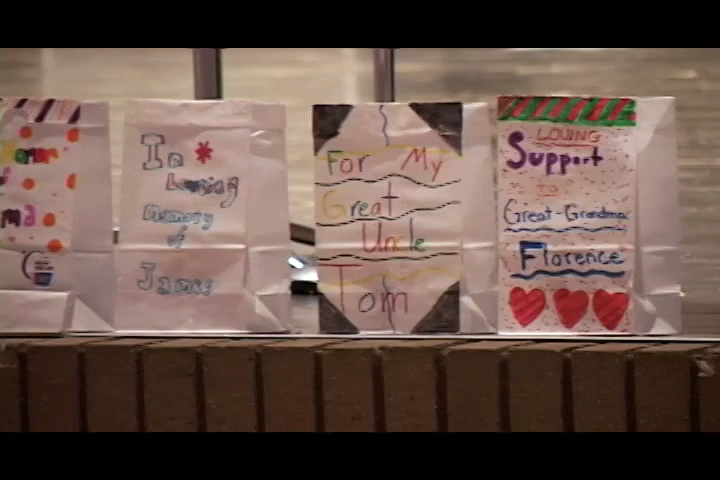 In
Loving
Memory
of
James
For My
Great
Uncle
Tom
LOVING
Support
to
Great-Grandma
Florence